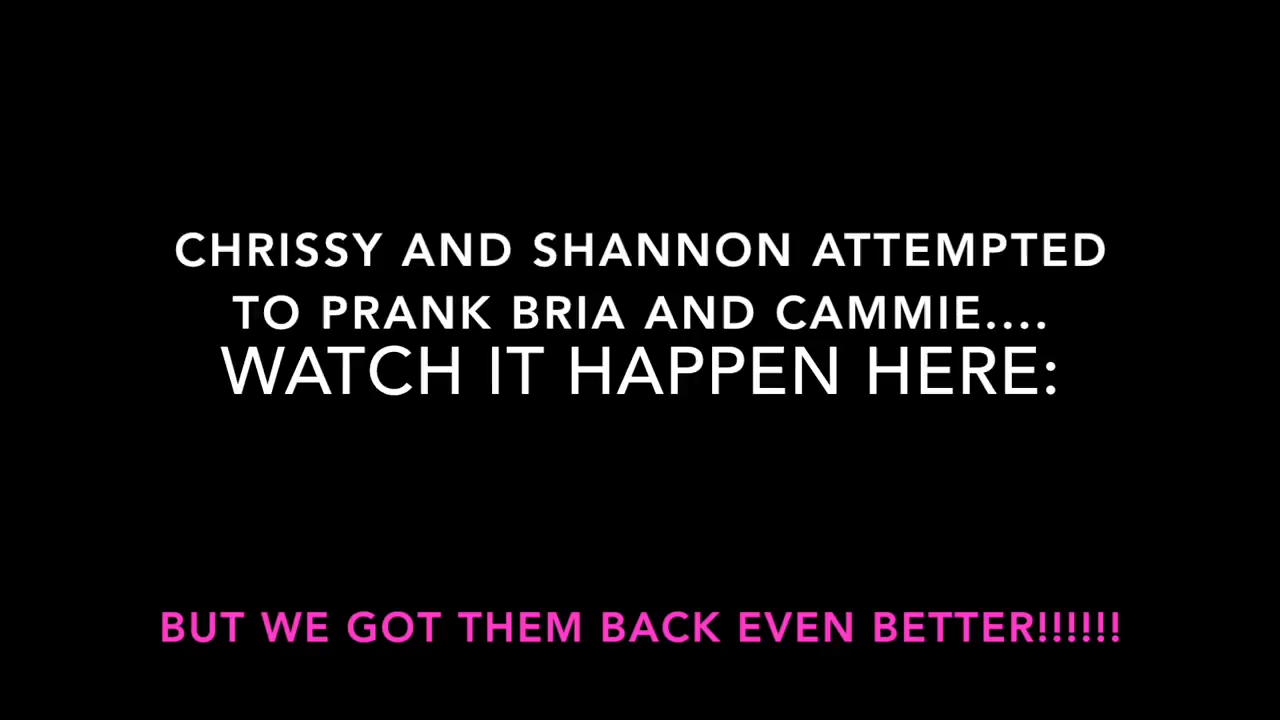 CHRISSY AND SHANNON ATTEMPTED
TO PRANK BRIA AND CAMMIE....
WATCH IT HAPPEN HERE:
BUT WE GOT THEM BACK EVEN BETTER!!!!!!